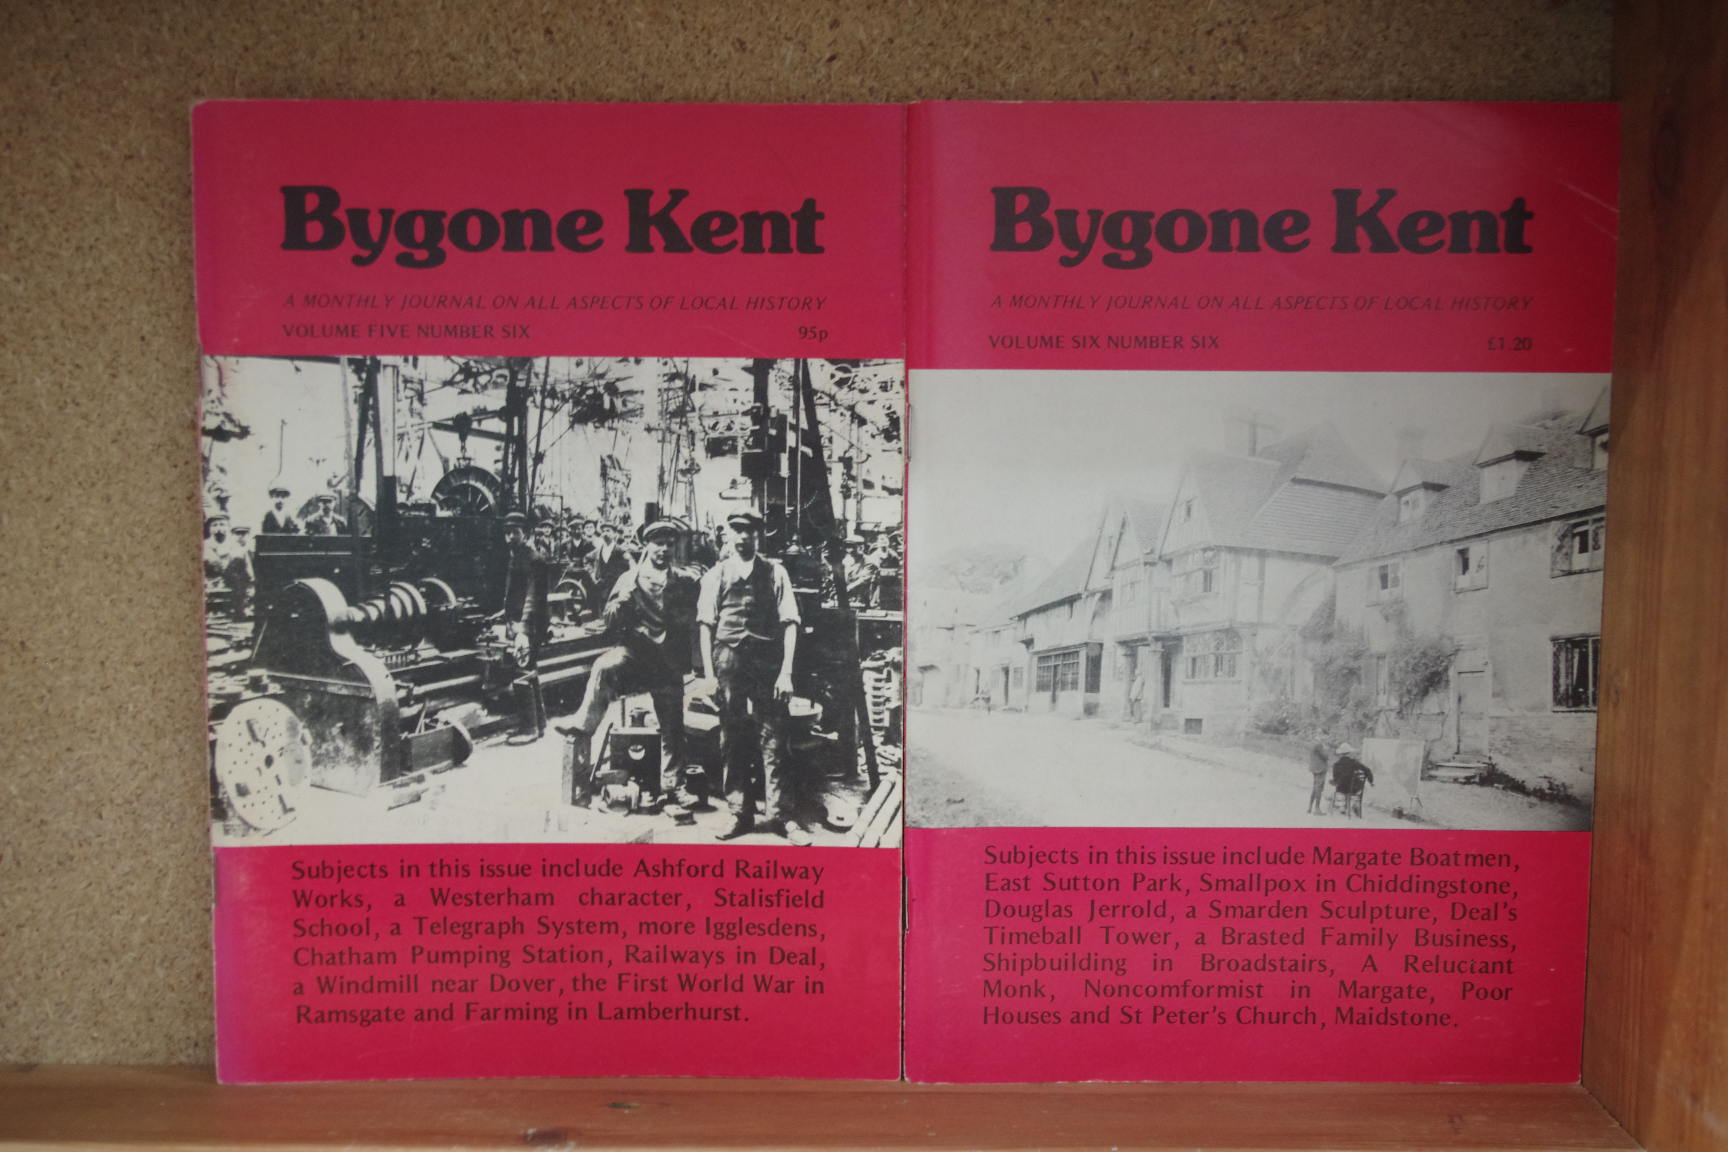 Bygone Kent
A MONTHLY JOURNAL ON ALL ASPECTS OF LOCAL HISTORY
VOLUME FIVE NUMBER SIX 95p
Subjects in this issue include Ashford Railway
Works, a Westerham character, Stalisfield
School, a Telegraph System, more Igglesdens,
Chatham Pumping Station, Railways in Deal,
a Windmill near Dover, the First World War in
Ramsgate and Farming in Lamberhurst.
Bygone Kent
A MONTHLY JOURNAL ON ALL ASPECTS OF LOCAL HISTORY
VOLUME SIX NUMBER SIX £1.20
Subjects in this issue include Margate Boatmen,
East Sutton Park, Smallpox in Chiddingstone,
Douglas Jerrold, a Smarden Sculpture, Deal's
Timeball Tower, a Brasted Family Business,
Shipbuilding in Broadstairs, A Reluctant
Monk, Noncomformist in Margate, Poor
Houses and St Peter's Church, Maidstone.